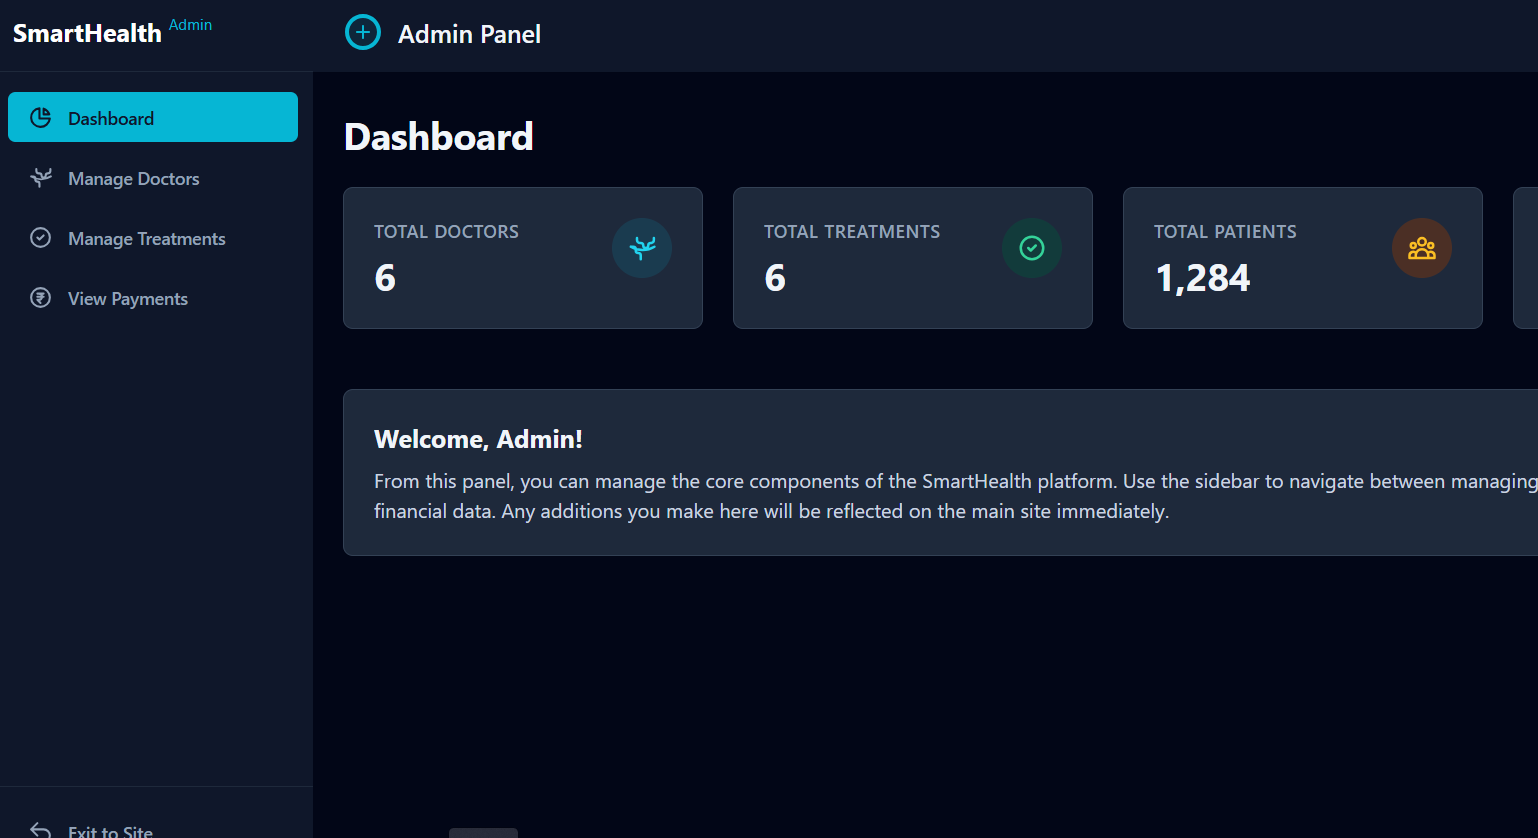 SmartHealth Admin
Admin Panel
Dashboard
Manage Doctors
Manage Treatments
View Payments
Exit to Site
Dashboard
TOTAL DOCTORS
6
TOTAL TREATMENTS
6
TOTAL PATIENTS
1,284
Welcome, Admin!
From this panel, you can manage the core components of the SmartHealth platform. Use the sidebar to navigate between managing
financial data. Any additions you make here will be reflected on the main site immediately.